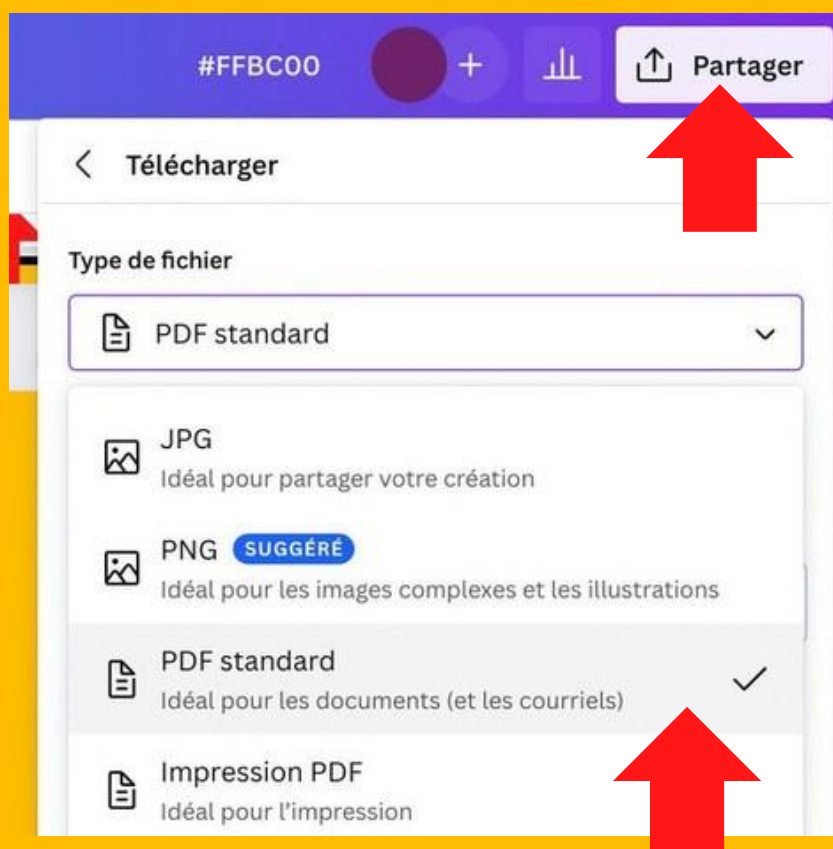 #FFBC00
+
Partager
Télécharger
Type de fichier
PDF standard
JPG
Idéal pour partager votre création
PNG SUGGÉRÉ
Idéal pour les images complexes et les illustrations
PDF standard
Idéal pour les documents (et les courriels)
Impression PDF
Idéal pour l'impression